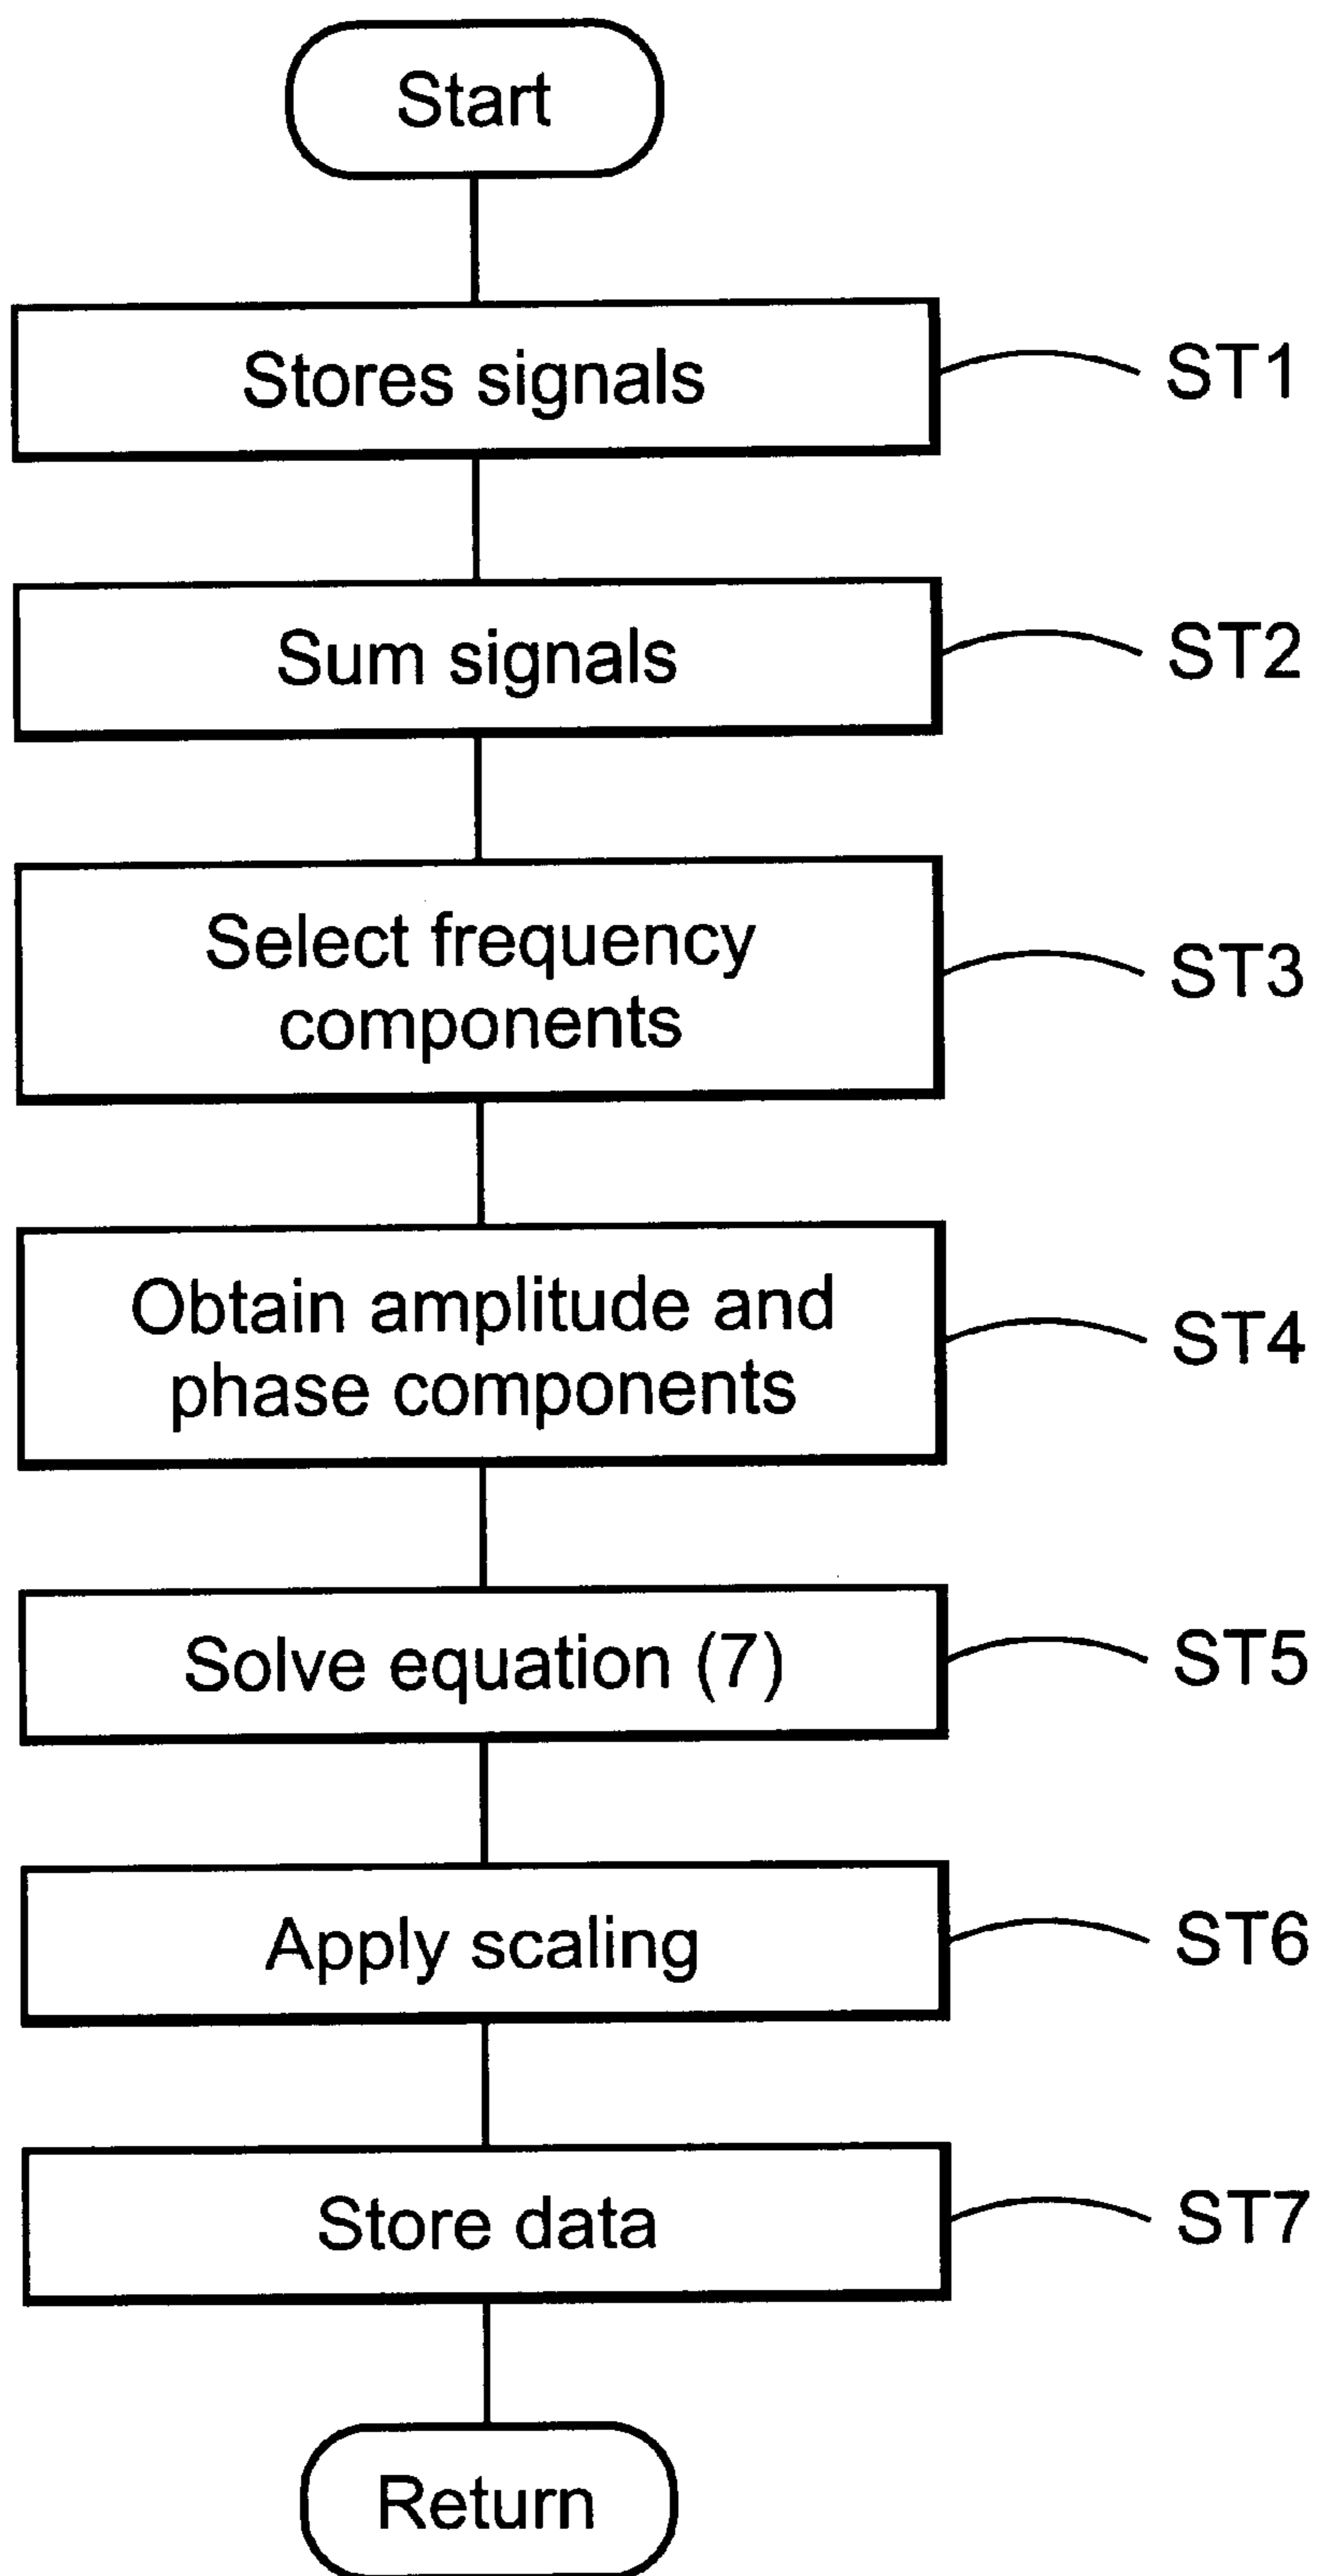 Start
Stores signals
ST1
Sum signals
ST2
Select frequency
components
ST3
Obtain amplitude and
phase components
ST4
Solve equation (7)
ST5
Apply scaling
ST6
Store data
ST7
Return